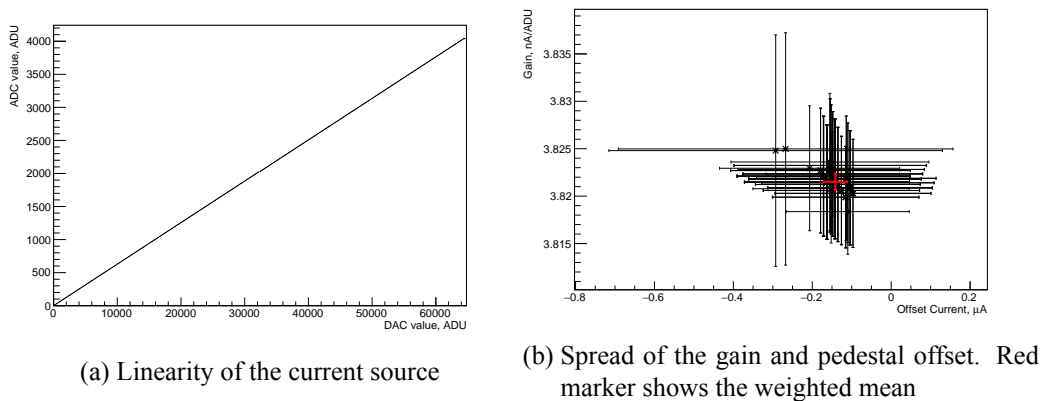 ADC value, ADU
4000
3500
3000
2500
2000
1500
1000
500
0
0 10000 20000 30000 40000 50000 60000
DAC value, ADU
(a) Linearity of the current source
Gain, nA/ADU
3.835
3.83
3.825
3.82
3.815
−0.8 −0.6 −0.4 −0.2 0 0.2
Offset Current, μA
(b) Spread of the gain and pedestal offset. Red
marker shows the weighted mean